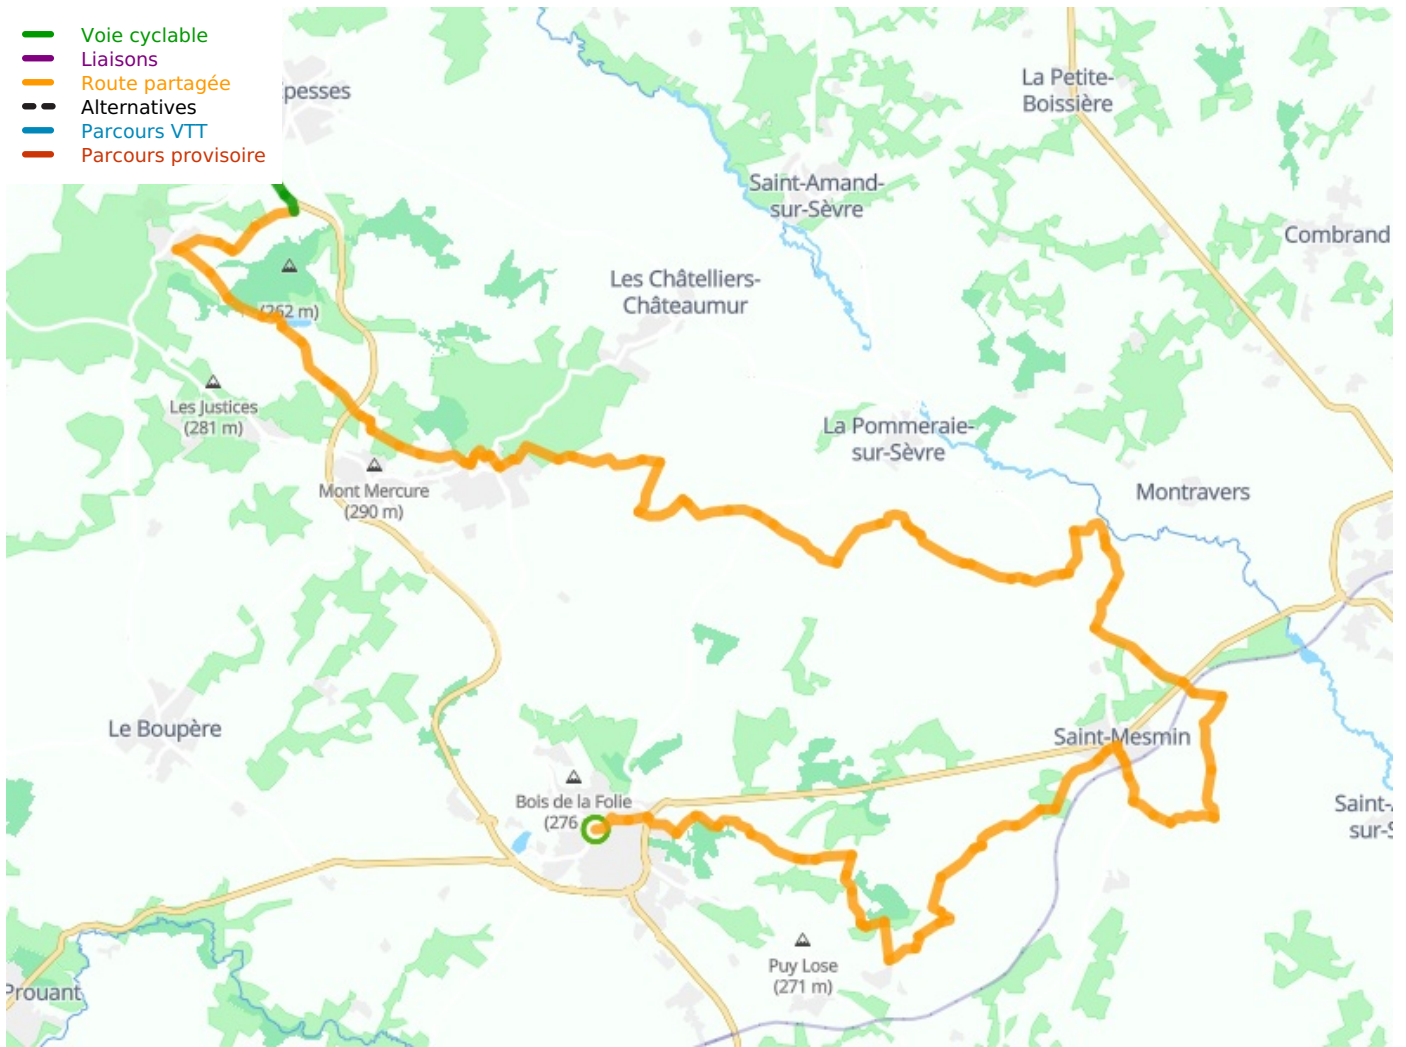 Voie cyclable
Liaisons
Route partagée
Alternatives
Parcours VTT
Parcours provisoire
pesses
La Petite-
Boissière
Saint-Amand-
sur-Sèvre
Combrand
Les Châtelliers-
Châteaumur
(262 m)
Les Justices
(281 m)
La Pommeraie-
sur-Sèvre
Mont Mercure
(290 m)
Montravers
Le Boupère
Saint-Mesmin
Bois de la Folie
(276
Saint-
sur-S
Puy Lose
(271 m)
Prouant